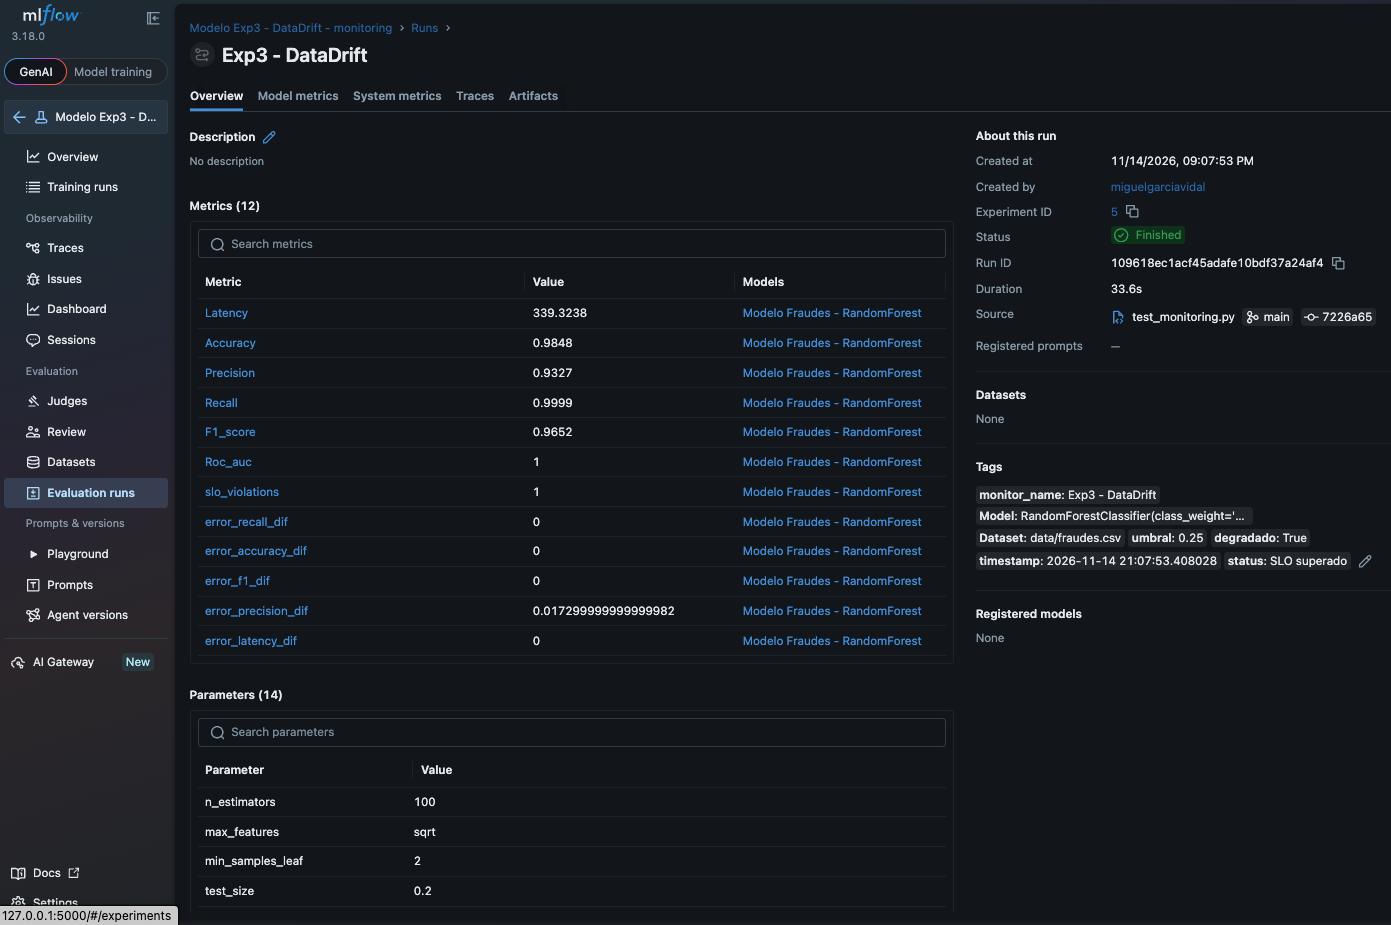 mlflow
3.18.0
GenAI Model training
Modelo Exp3 - D...
Overview
Training runs
Observability
Traces
Issues
Dashboard
Sessions
Evaluation
Judges
Review
Datasets
Evaluation runs
Prompts & versions
Playground
Prompts
Agent versions
AI Gateway New
Docs
Settings
127.0.0.1:5000/#/experiments
Modelo Exp3 - DataDrift - monitoring › Runs ›
Exp3 - DataDrift
Overview Model metrics System metrics Traces Artifacts
Description
No description
Metrics (12)
Search metrics
Metric Value Models
Latency 339.3238 Modelo Fraudes - RandomForest
Accuracy 0.9848 Modelo Fraudes - RandomForest
Precision 0.9327 Modelo Fraudes - RandomForest
Recall 0.9999 Modelo Fraudes - RandomForest
F1_score 0.9652 Modelo Fraudes - RandomForest
Roc_auc 1 Modelo Fraudes - RandomForest
slo_violations 1 Modelo Fraudes - RandomForest
error_recall_dif 0 Modelo Fraudes - RandomForest
error_accuracy_dif 0 Modelo Fraudes - RandomForest
error_f1_dif 0 Modelo Fraudes - RandomForest
error_precision_dif 0.017299999999999982 Modelo Fraudes - RandomForest
error_latency_dif 0 Modelo Fraudes - RandomForest
Parameters (14)
Search parameters
Parameter Value
n_estimators 100
max_features sqrt
min_samples_leaf 2
test_size 0.2
About this run
Created at 11/14/2026, 09:07:53 PM
Created by miguelgarciavidal
Experiment ID 5
Status Finished
Run ID 109618ec1acf45adafe10bdf37a24af4
Duration 33.6s
Source test_monitoring.py main 7226a65
Registered prompts —
Datasets
None
Tags
monitor_name: Exp3 - DataDrift
Model: RandomForestClassifier(class_weight='...
Dataset: data/fraudes.csv umbral: 0.25 degradado: True
timestamp: 2026-11-14 21:07:53.408028 status: SLO superado
Registered models
None